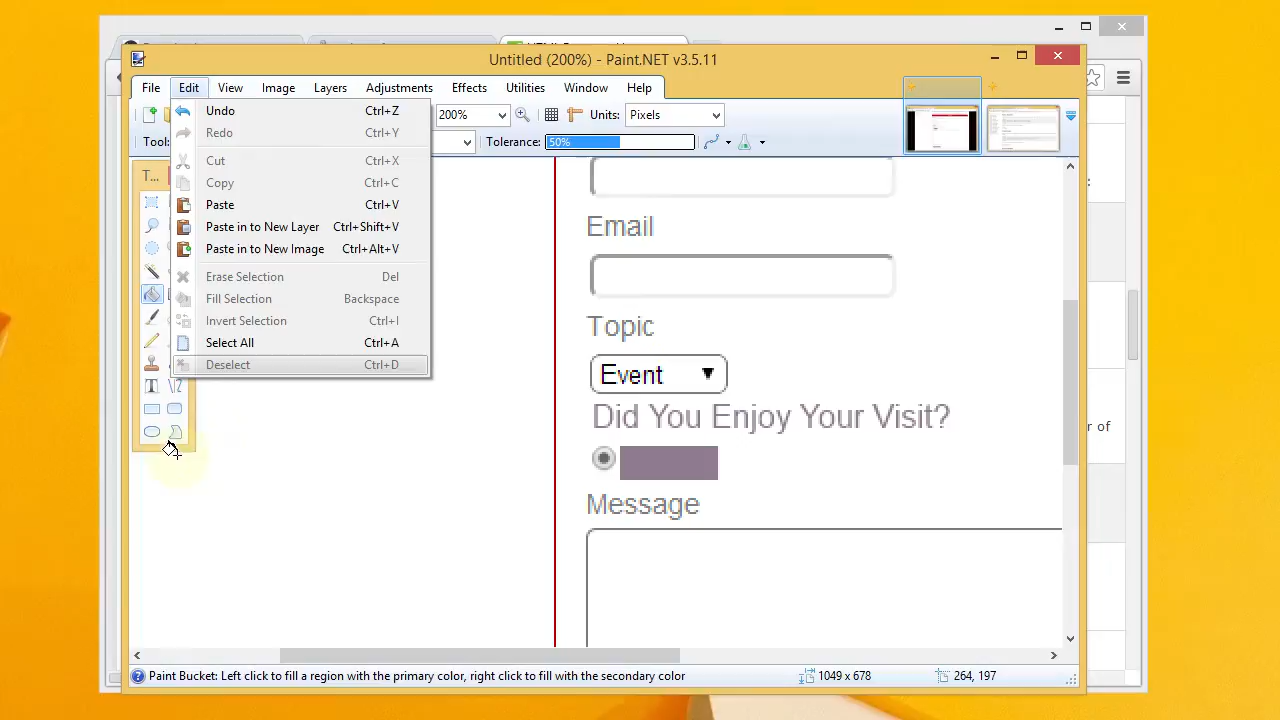 Untitled (200%) - Paint.NET v3.5.11
File Edit View Image Layers Adjustments Effects Utilities Window Help
200% Units: Pixels
Tool: Tolerance: 50%
T...
Undo Ctrl+Z
Redo Ctrl+Y
Cut Ctrl+X
Copy Ctrl+C
Paste Ctrl+V
Paste in to New Layer Ctrl+Shift+V
Paste in to New Image Ctrl+Alt+V
Erase Selection Del
Fill Selection Backspace
Invert Selection Ctrl+I
Select All Ctrl+A
Deselect Ctrl+D
Email
Topic
Event
Did You Enjoy Your Visit?
Message
er of
Paint Bucket: Left click to fill a region with the primary color, right click to fill with the secondary color 1049 x 678 264, 197